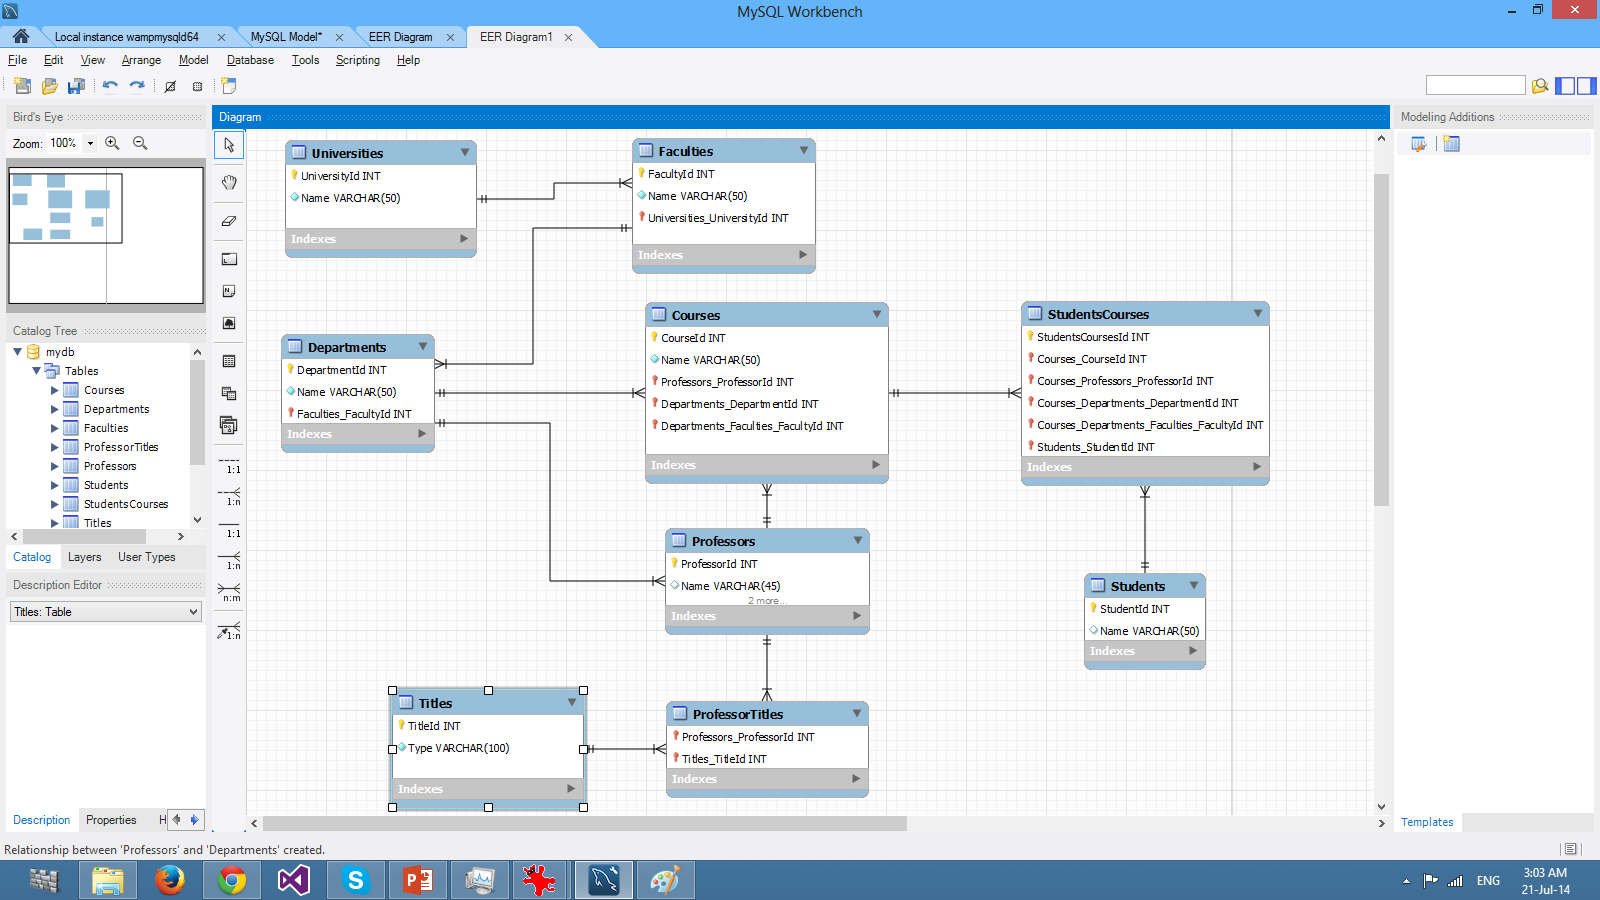 MySQL Workbench
Local instance wampmysqld64
MySQL Model*
EER Diagram
EER Diagram1
File Edit View Arrange Model Database Tools Scripting Help
Bird's Eye
Zoom: 100%
Catalog Tree
mydb
Tables
Courses
Departments
Faculties
ProfessorTitles
Professors
Students
StudentsCourses
Titles
Catalog Layers User Types
Description Editor
Titles: Table
Description Properties H
Diagram
1:1
1:n
1:1
1:n
n:m
1:n
Universities
UniversityId INT
Name VARCHAR(50)
Indexes
Faculties
FacultyId INT
Name VARCHAR(50)
Universities_UniversityId INT
Indexes
Departments
DepartmentId INT
Name VARCHAR(50)
Faculties_FacultyId INT
Indexes
Courses
CourseId INT
Name VARCHAR(50)
Professors_ProfessorId INT
Departments_DepartmentId INT
Departments_Faculties_FacultyId INT
Indexes
StudentsCourses
StudentsCoursesId INT
Courses_CourseId INT
Courses_Professors_ProfessorId INT
Courses_Departments_DepartmentId INT
Courses_Departments_Faculties_FacultyId INT
Students_StudentId INT
Indexes
Professors
ProfessorId INT
Name VARCHAR(45)
2 more...
Indexes
Students
StudentId INT
Name VARCHAR(50)
Indexes
Titles
TitleId INT
Type VARCHAR(100)
Indexes
ProfessorTitles
Professors_ProfessorId INT
Titles_TitleId INT
Indexes
Modeling Additions
Templates
Relationship between 'Professors' and 'Departments' created.
ENG
3:03 AM
21-Jul-14